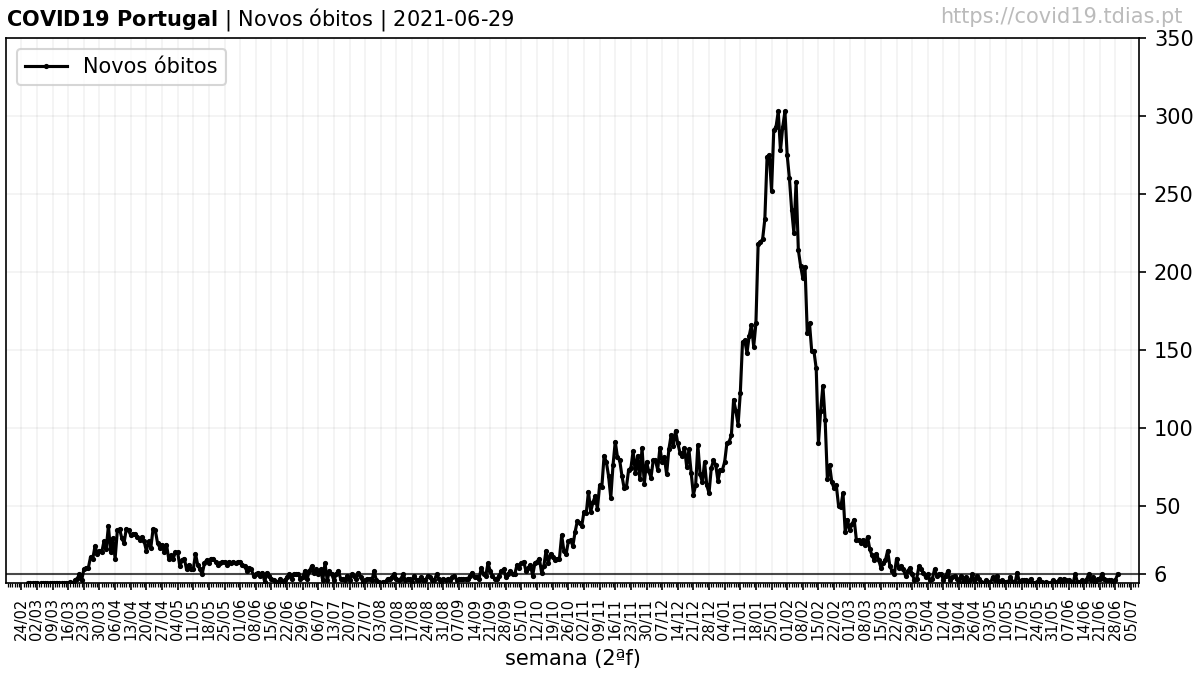 COVID19 Portugal | Novos óbitos | 2021-06-29
https://covid19.tdias.pt
Novos óbitos
350
300
250
200
150
100
50
6
24/02 02/03 09/03 16/03 23/03 30/03 06/04 13/04 20/04 27/04 04/05 11/05 18/05 25/05 01/06 08/06 15/06 22/06 29/06 06/07 13/07 20/07 27/07 03/08 10/08 17/08 24/08 31/08 07/09 14/09 21/09 28/09 05/10 12/10 19/10 26/10 02/11 09/11 16/11 23/11 30/11 07/12 14/12 21/12 28/12 04/01 11/01 18/01 25/01 01/02 08/02 15/02 22/02 01/03 08/03 15/03 22/03 29/03 05/04 12/04 19/04 26/04 03/05 10/05 17/05 24/05 31/05 07/06 14/06 21/06 28/06 05/07
semana (2ªf)